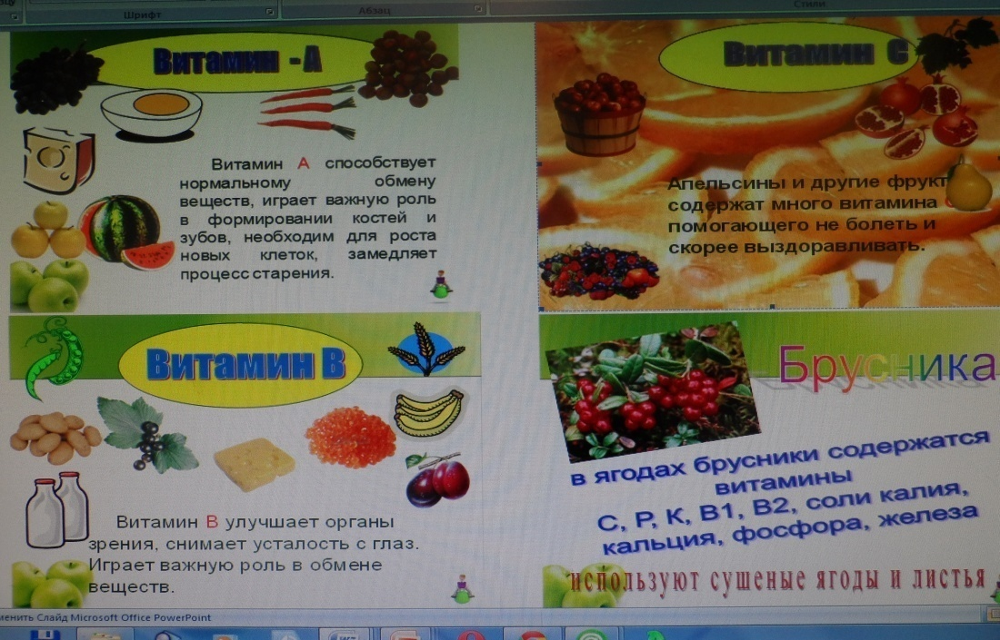 Шрифт
Абзац
Стили
Витамин - А
Витамин А способствует
нормальному обмену
веществ, играет важную роль
в формировании костей и
зубов, необходим для роста
новых клеток, замедляет
процесс старения.
Витамин С
Апельсины и другие фрукт
содержат много витамина
помогающего не болеть и
скорее выздоравливать.
Витамин В
Витамин В улучшает органы
зрения, снимает усталость с глаз.
Играет важную роль в обмене
веществ.
Брусника
в ягодах брусники содержатся
витамины
С, Р, К, В1, В2, соли калия,
кальция, фосфора, железа
используют сушеные ягоды и листья
менить Слайд Microsoft Office PowerPoint